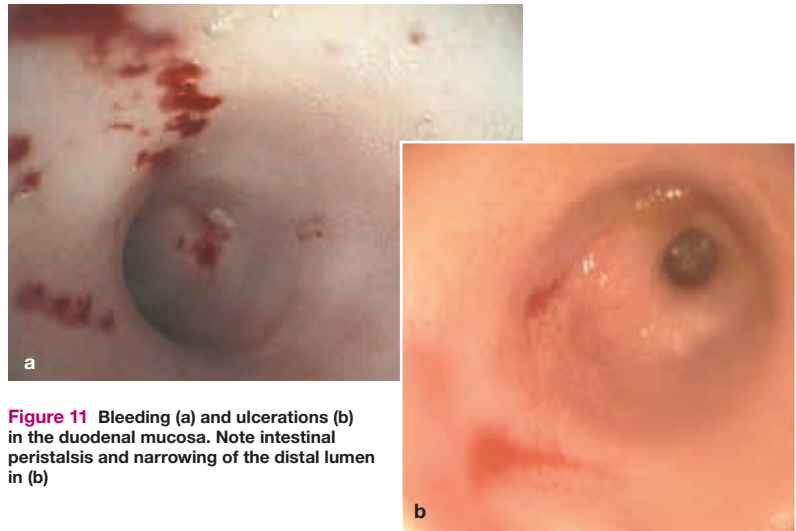 a
Figure 11 Bleeding (a) and ulcerations (b)
in the duodenal mucosa. Note intestinal
peristalsis and narrowing of the distal lumen
in (b)
b